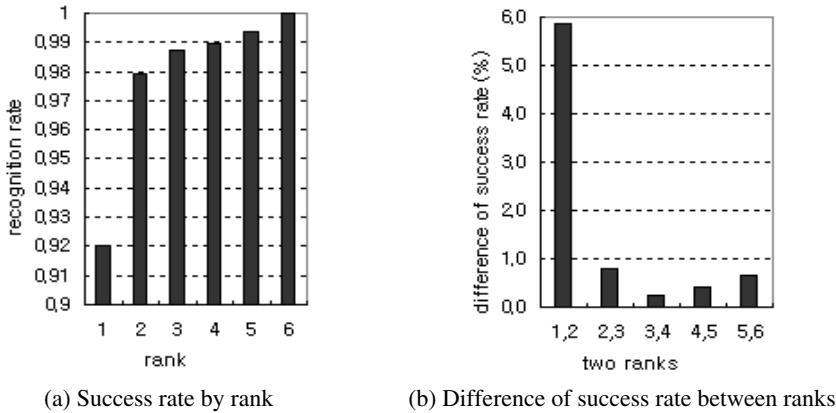 1
0,99
0,98
0,97
0,96
0,95
0,94
0,93
0,92
0,91
0,9
recognition rate
1 2 3 4 5 6
rank
(a) Success rate by rank
6,0
5,0
4,0
3,0
2,0
1,0
0,0
difference of success rate (%)
1,2 2,3 3,4 4,5 5,6
two ranks
(b) Difference of success rate between ranks